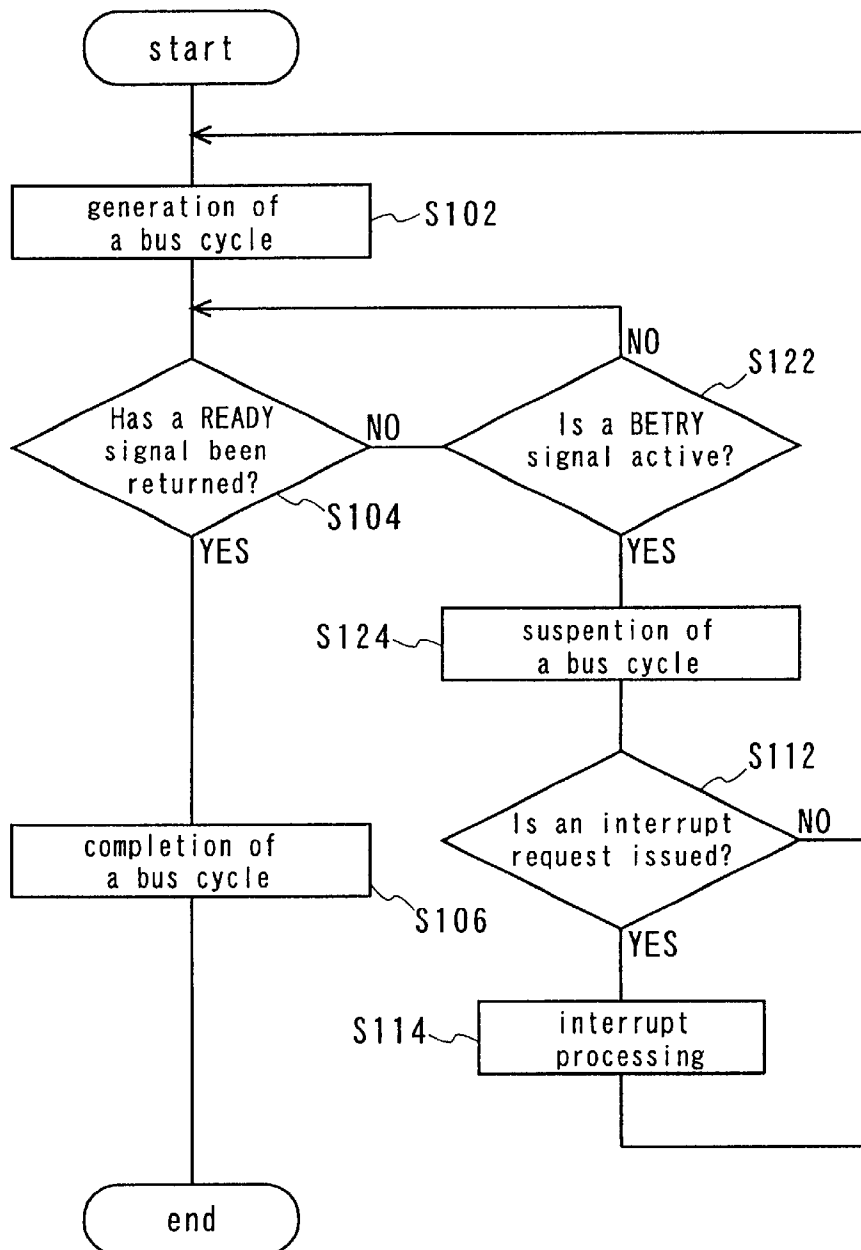 start
generation of
a bus cycle
S102
NO
S122
Has a READY
signal been
returned?
NO
Is a BETRY
signal active?
S104
YES
YES
S124
suspention of
a bus cycle
S112
Is an interrupt
request issued?
NO
completion of
a bus cycle
S106
YES
S114
interrupt
processing
end